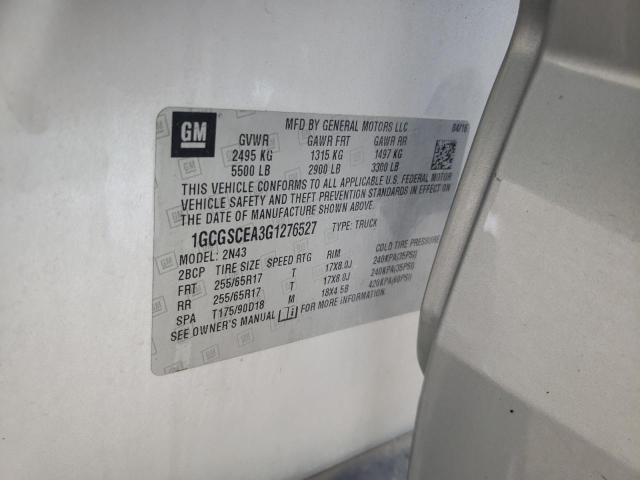 GM
MFD BY GENERAL MOTORS LLC 04/16
GVWR GAWR FRT GAWR RR
2495 KG 1315 KG 1497 KG
5500 LB 2900 LB 3300 LB
THIS VEHICLE CONFORMS TO ALL APPLICABLE U.S. FEDERAL MOTOR
VEHICLE SAFETY AND THEFT PREVENTION STANDARDS IN EFFECT ON
THE DATE OF MANUFACTURE SHOWN ABOVE.
1GCGSCEA3G1276527 TYPE: TRUCK
MODEL: 2N43
2BCP TIRE SIZE SPEED RTG RIM COLD TIRE PRESSURE
FRT 255/65R17 T 17X8.0J 240KPA(35PSI)
RR 255/65R17 T 17X8.0J 240KPA(35PSI)
SPA T175/90D18 M 18X4.5B 420KPA(60PSI)
SEE OWNER'S MANUAL FOR MORE INFORMATION.